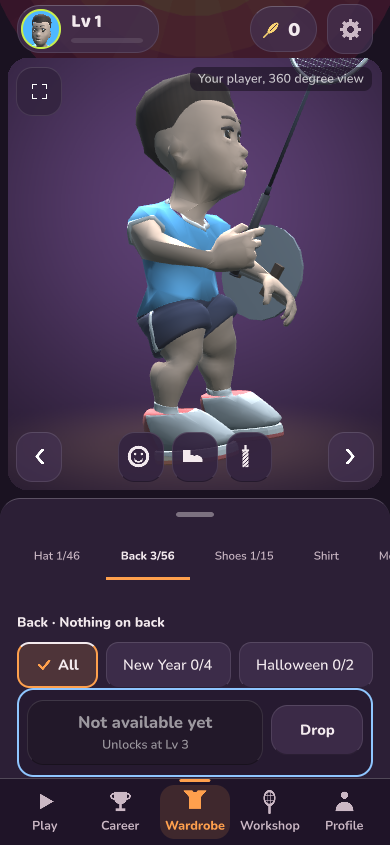 Lv 1
0
Your player, 360 degree view
Hat 1/46
Back 3/56
Shoes 1/15
Shirt
Back · Nothing on back
All
New Year 0/4
Halloween 0/2
Not available yet
Unlocks at Lv 3
Drop
Play
Career
Wardrobe
Workshop
Profile